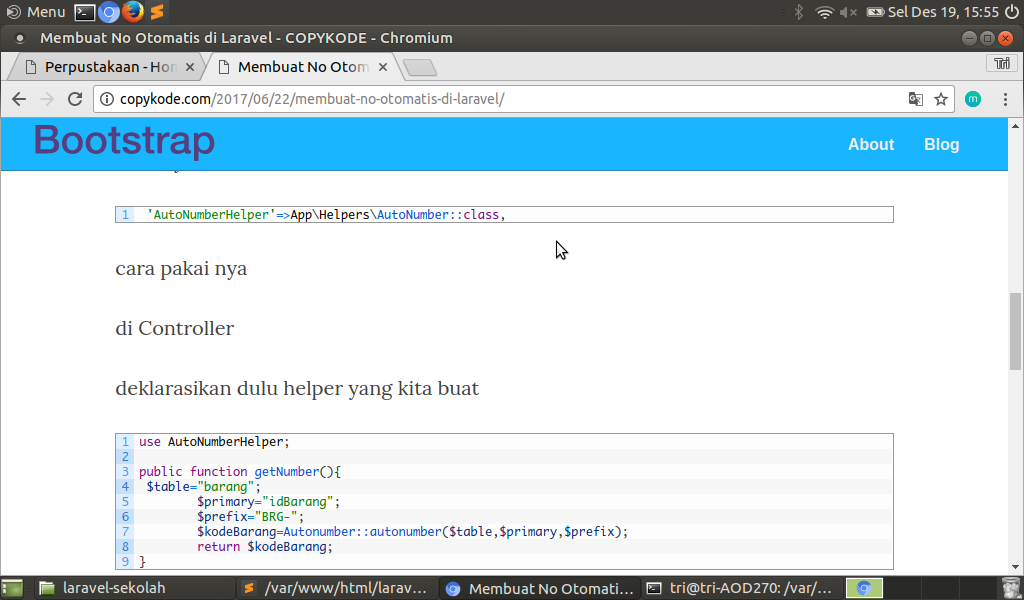 Menu
Sel Des 19, 15:55
Membuat No Otomatis di Laravel - COPYKODE - Chromium
Perpustakaan - Hon
Membuat No Otom
Tri
copykode.com/2017/06/22/membuat-no-otomatis-di-laravel/
m
Bootstrap
About
Blog
1 'AutoNumberHelper'=>App\Helpers\AutoNumber::class,
cara pakai nya
di Controller
deklarasikan dulu helper yang kita buat
1 use AutoNumberHelper;
2
3 public function getNumber(){
4 $table="barang";
5 $primary="idBarang";
6 $prefix="BRG-";
7 $kodeBarang=Autonumber::autonumber($table,$primary,$prefix);
8 return $kodeBarang;
9 }
laravel-sekolah
/var/www/html/larav...
Membuat No Otomati...
tri@tri-AOD270: /var/...